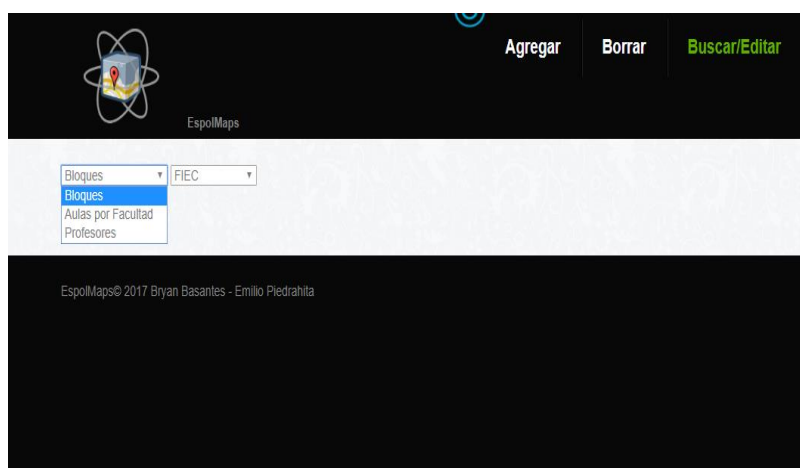 Agregar Borrar Buscar/Editar
EspolMaps
Bloques FIEC
Bloques
Aulas por Facultad
Profesores
EspolMaps© 2017 Bryan Basantes - Emilio Piedrahita